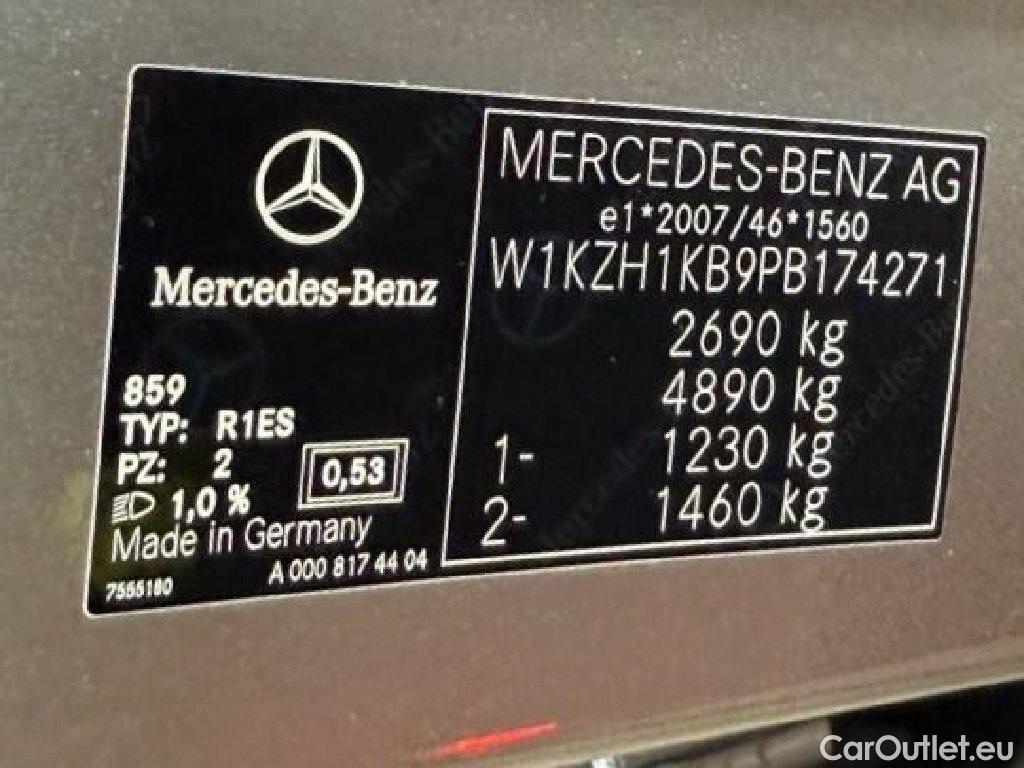 Mercedes-Benz
859
TYP: R1ES
PZ: 2
1,0 %
0,53
Made in Germany
7555180
A 000 817 44 04
MERCEDES-BENZ AG
e1*2007/46*1560
W1KZH1KB9PB174271
2690 kg
4890 kg
1- 1230 kg
2- 1460 kg
CarOutlet.eu